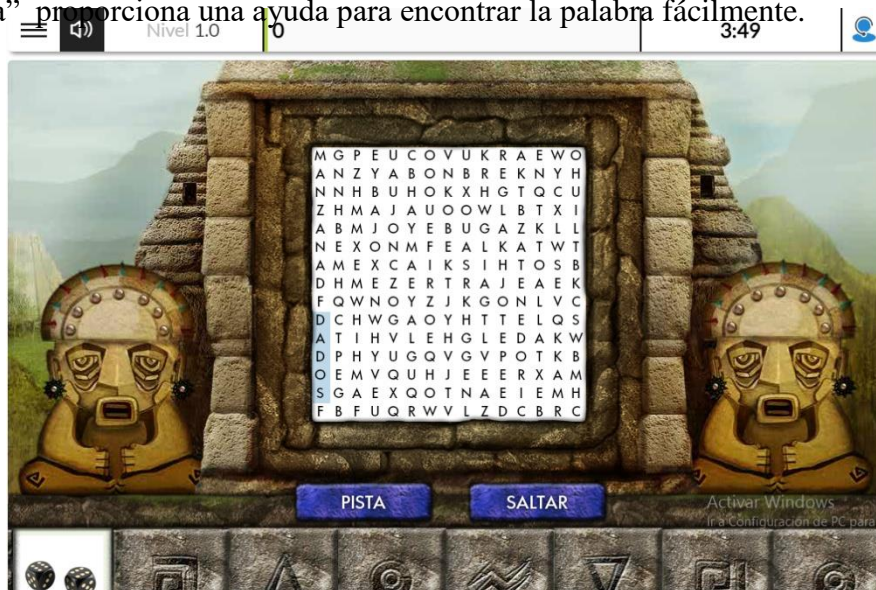 a” proporciona una ayuda para encontrar la palabra fácilmente.
Nivel 1.0
0
3:49
M G P E U C O V U K R A E W O
A N Z Y A B O N B R E K N Y H
N N H B U H O K X H G T Q C U
Z H M A J A U O O W L B T X I
A B M J O Y E B U G A Z K L L
N E X O N M F E A L K A T W T
A M E X C A I K S I H T O S B
D H M E Z E R T R A J E A E K
F Q W N O Y Z J K G O N L V C
D C H W G A O Y H T T E L Q S
A T I H V L E H G L E D A K W
D P H Y U G Q V G V P O T K B
O E M V Q U H J E E E R X A M
S G A E X Q O T N A E I E M H
F B F U Q R W V L Z D C B R C
PISTA
SALTAR
Activar Windows
Ir a Configuración de PC para